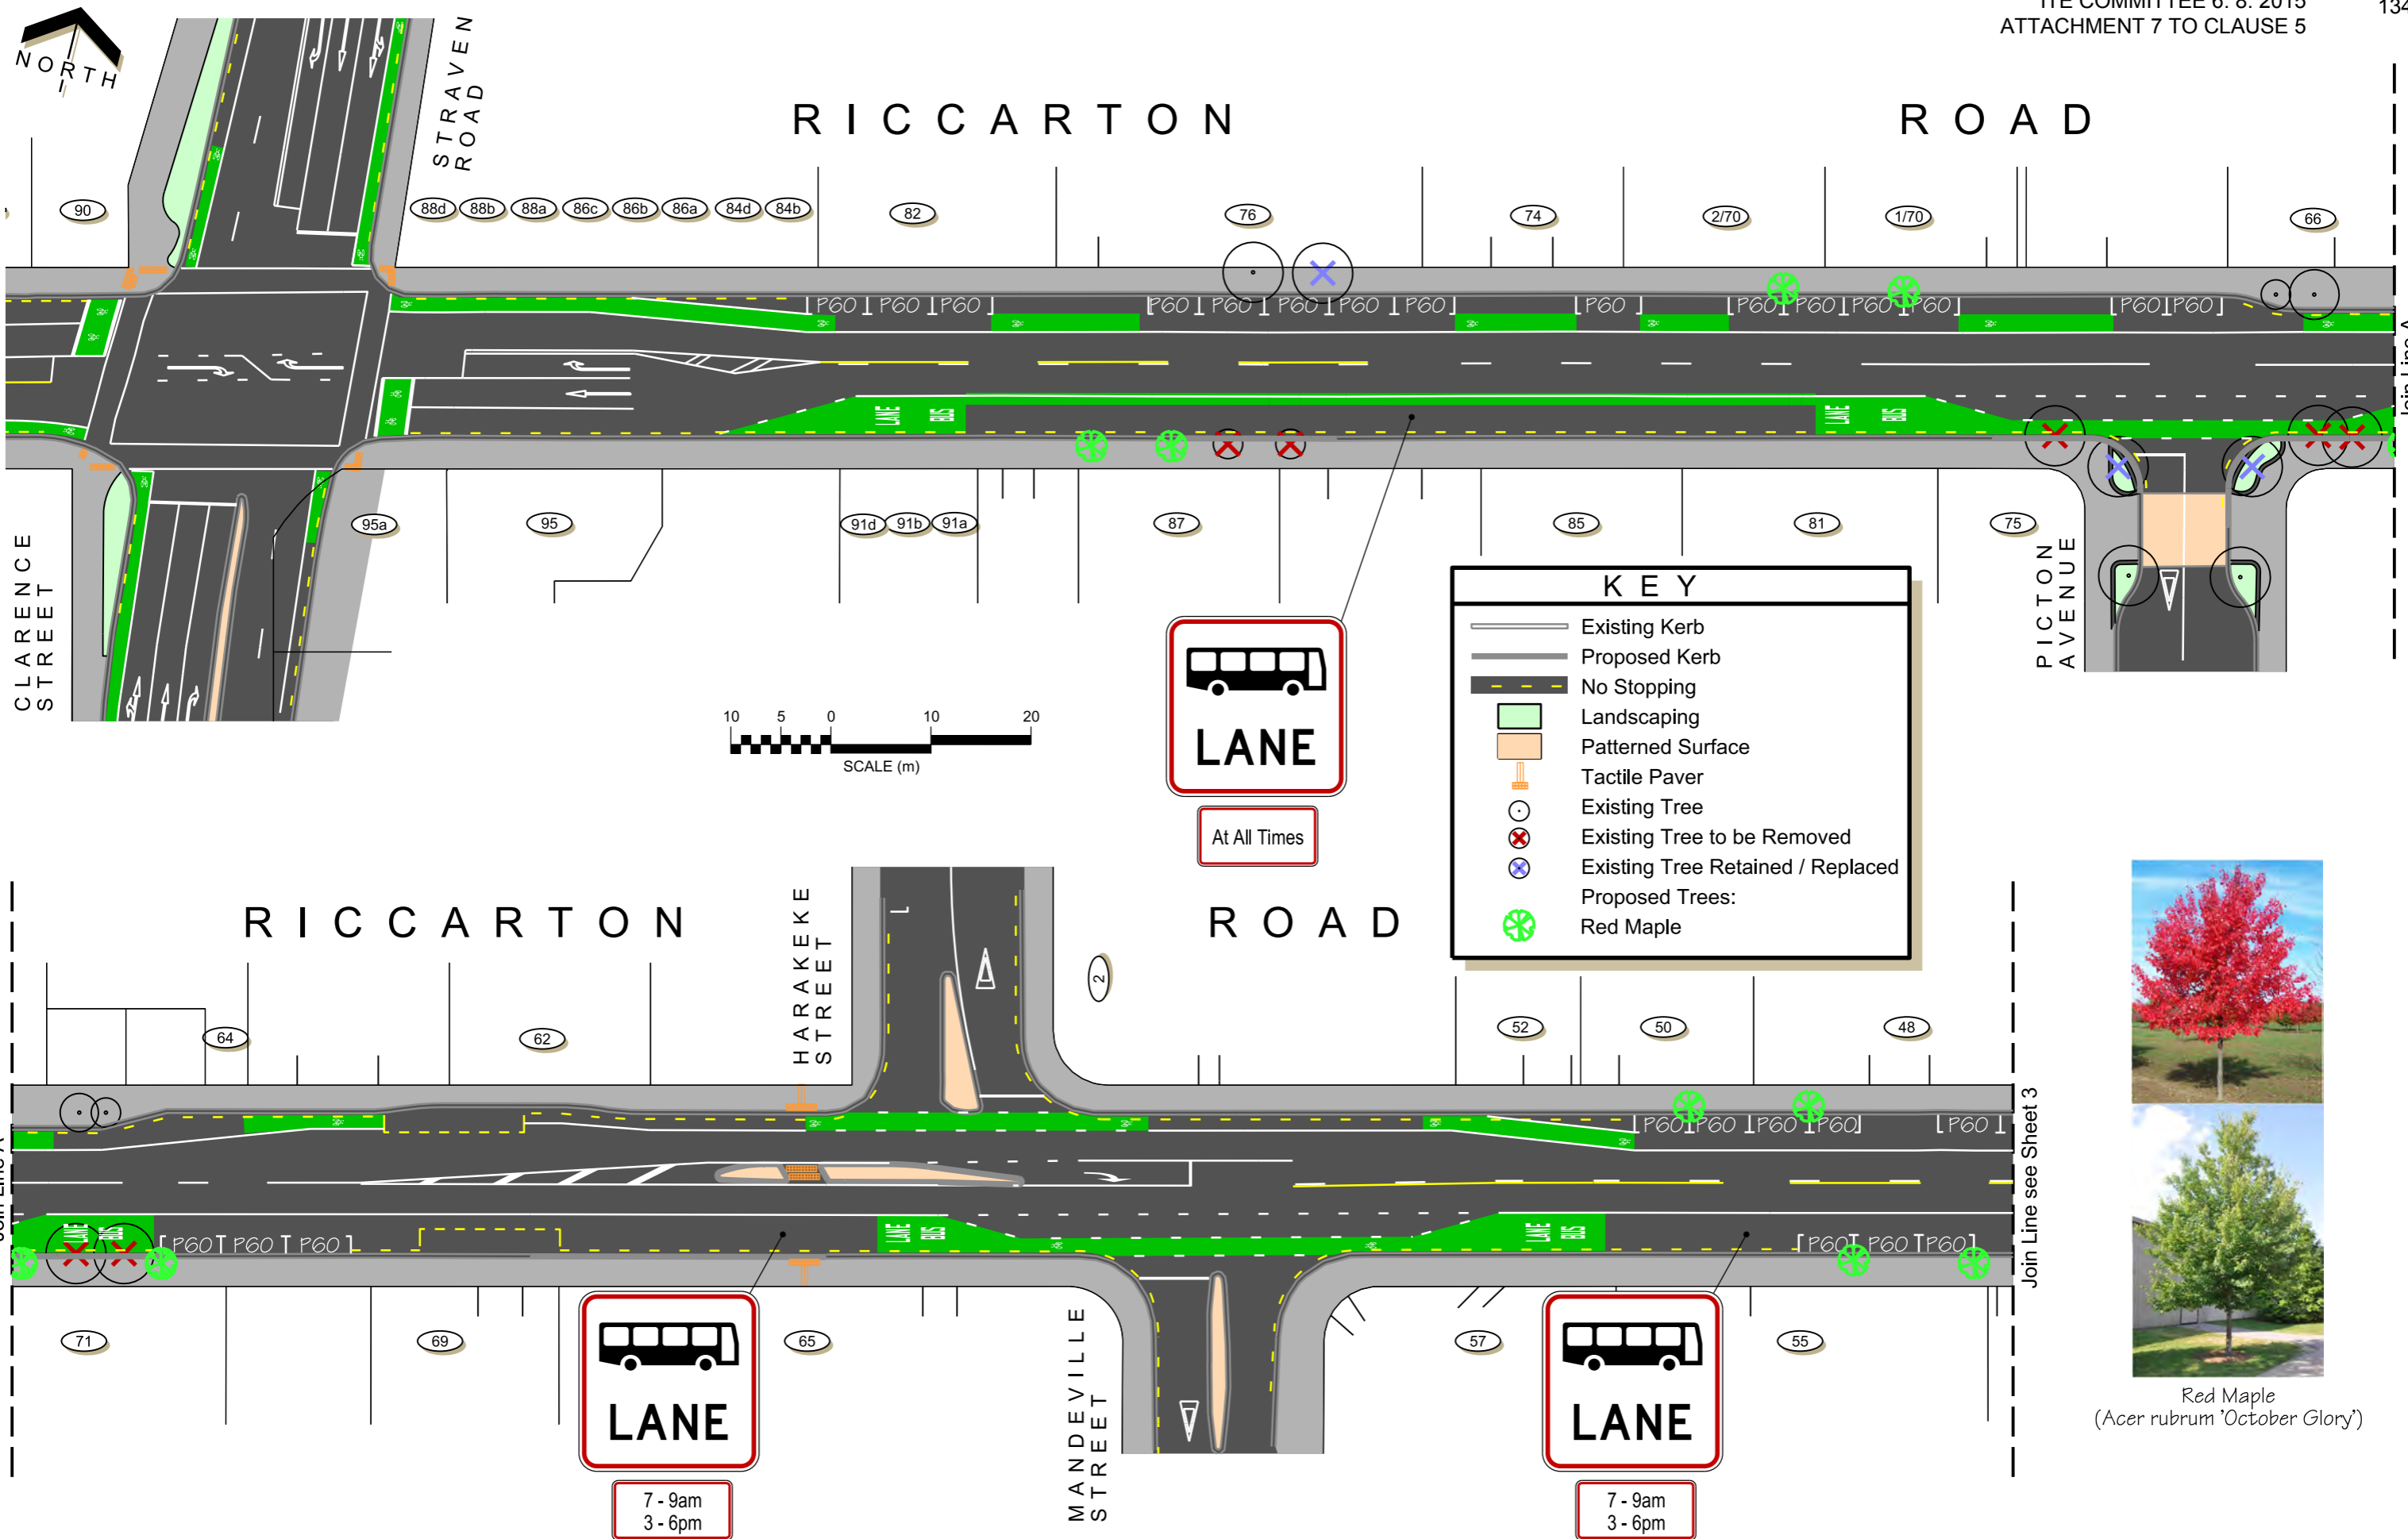 ITE COMMITTEE 6. 8. 2015
134
ATTACHMENT 7 TO CLAUSE 5
NORTH
STRAVEN
ROAD
RICCARTON ROAD
90
88d 88b 88a 86c 86b 86a 84d 84b
82
76
74
2/70
1/70
66
P60 P60 P60
P60 P60 P60 P60 P60
P60
P60 P60 P60 P60
P60 P60
LANE BUS
LANE BUS
95a
95
91d 91b 91a
87
85
81
75
CLARENCE
STREET
PICTON
AVENUE
LANE
At All Times
10 5 0 10 20
SCALE (m)
KEY
Existing Kerb
Proposed Kerb
No Stopping
Landscaping
Patterned Surface
Tactile Paver
Existing Tree
Existing Tree to be Removed
Existing Tree Retained / Replaced
Proposed Trees:
Red Maple
RICCARTON ROAD
HARAKEKE
STREET
64
62
2
52
50
48
P60 P60 P60 P60
P60
LANE BUS
P60 P60 P60
LANE BUS
LANE BUS
P60 P60 P60
Join Line see Sheet 3
71
69
65
57
55
MANDEVILLE
STREET
LANE
7 - 9am
3 - 6pm
LANE
7 - 9am
3 - 6pm
Red Maple
(Acer rubrum 'October Glory')